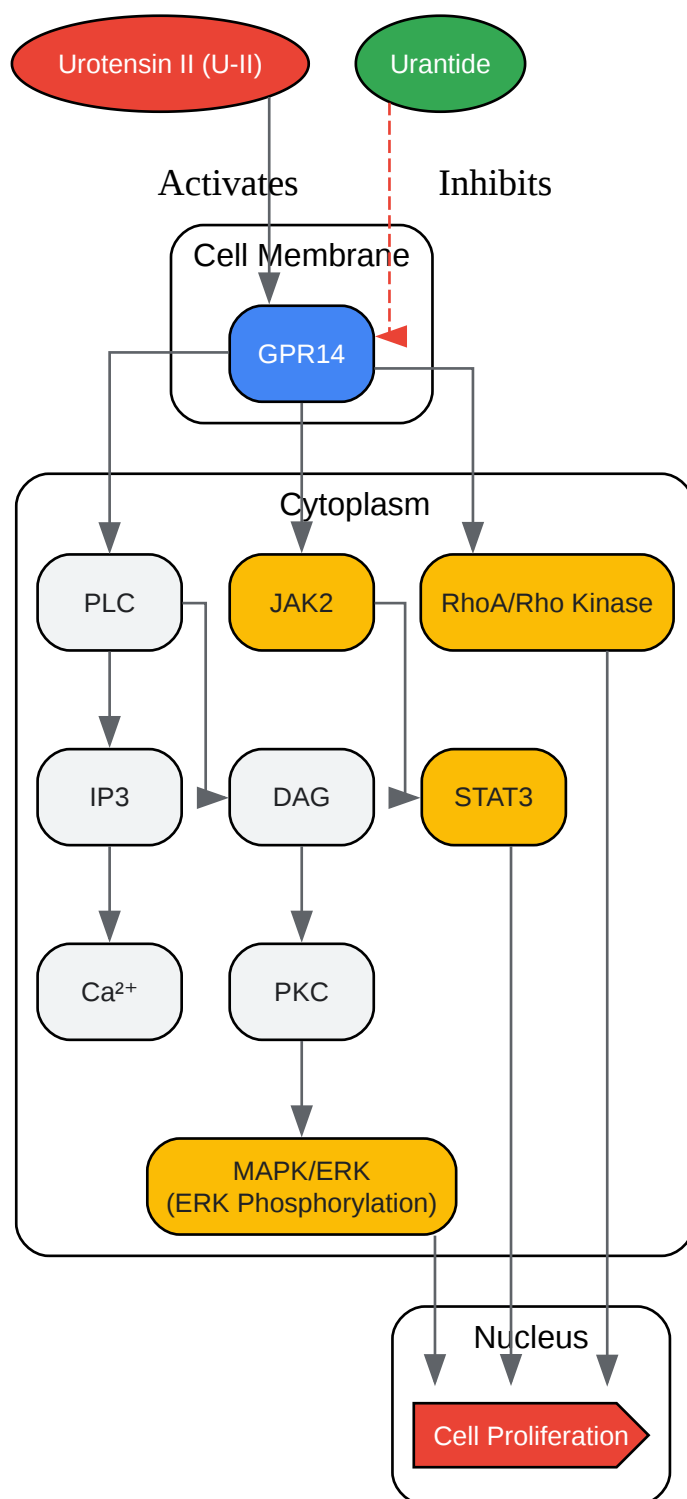 Urotensin II (U-II)
Urantide
Activates
Inhibits
Cell Membrane
GPR14
Cytoplasm
PLC
JAK2
RhoA/Rho Kinase
IP3
DAG
STAT3
Ca²⁺
PKC
MAPK/ERK
(ERK Phosphorylation)
Nucleus
Cell Proliferation